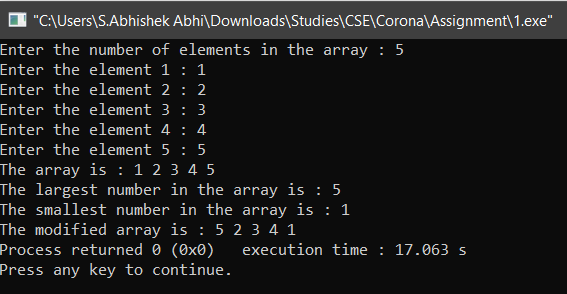 "C:\Users\S.Abhishek Abhi\Downloads\Studies\CSE\Corona\Assignment\1.exe"
Enter the number of elements in the array : 5
Enter the element 1 : 1
Enter the element 2 : 2
Enter the element 3 : 3
Enter the element 4 : 4
Enter the element 5 : 5
The array is : 1 2 3 4 5
The largest number in the array is : 5
The smallest number in the array is : 1
The modified array is : 5 2 3 4 1
Process returned 0 (0x0)   execution time : 17.063 s
Press any key to continue.